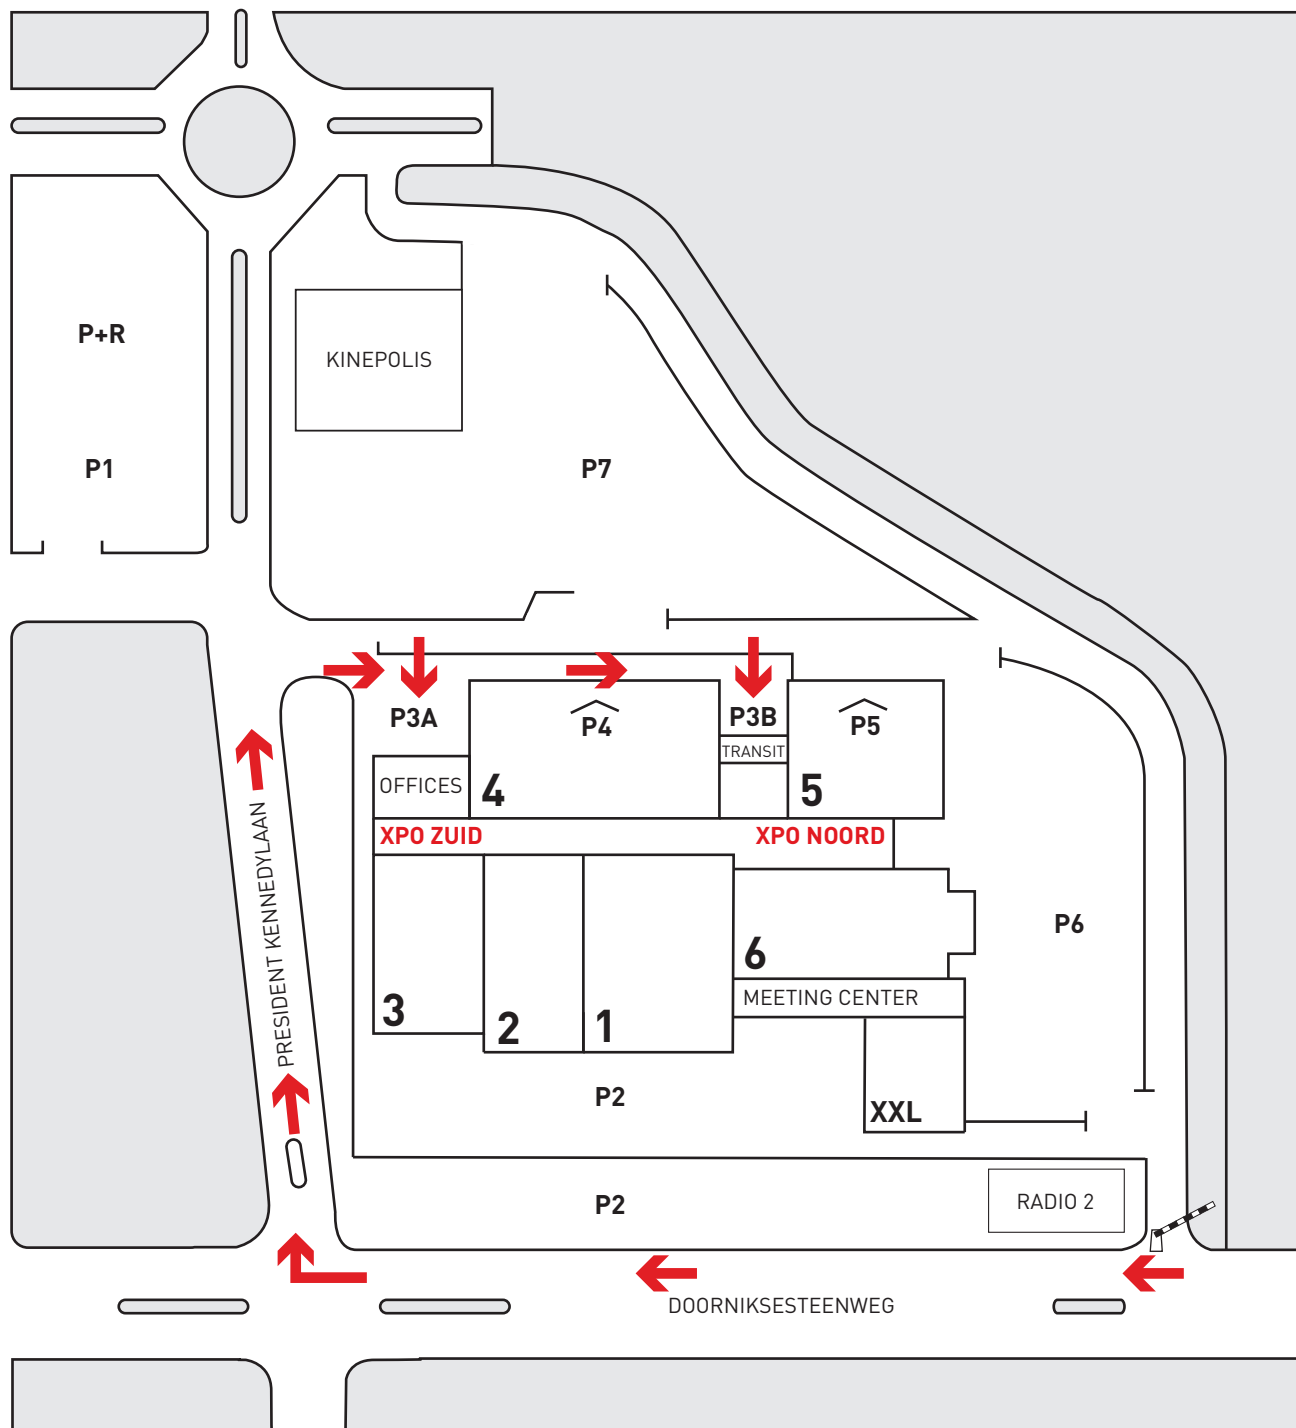 P+R
KINEPOLIS
P1
P7
P3A
P4
P3B
P5
TRANSIT
OFFICES
4
5
XPO ZUID
XPO NOORD
PRESIDENT KENNEDYLAAN
P6
6
MEETING CENTER
3
2
1
P2
XXL
P2
RADIO 2
DOORNIKSESTEENWEG